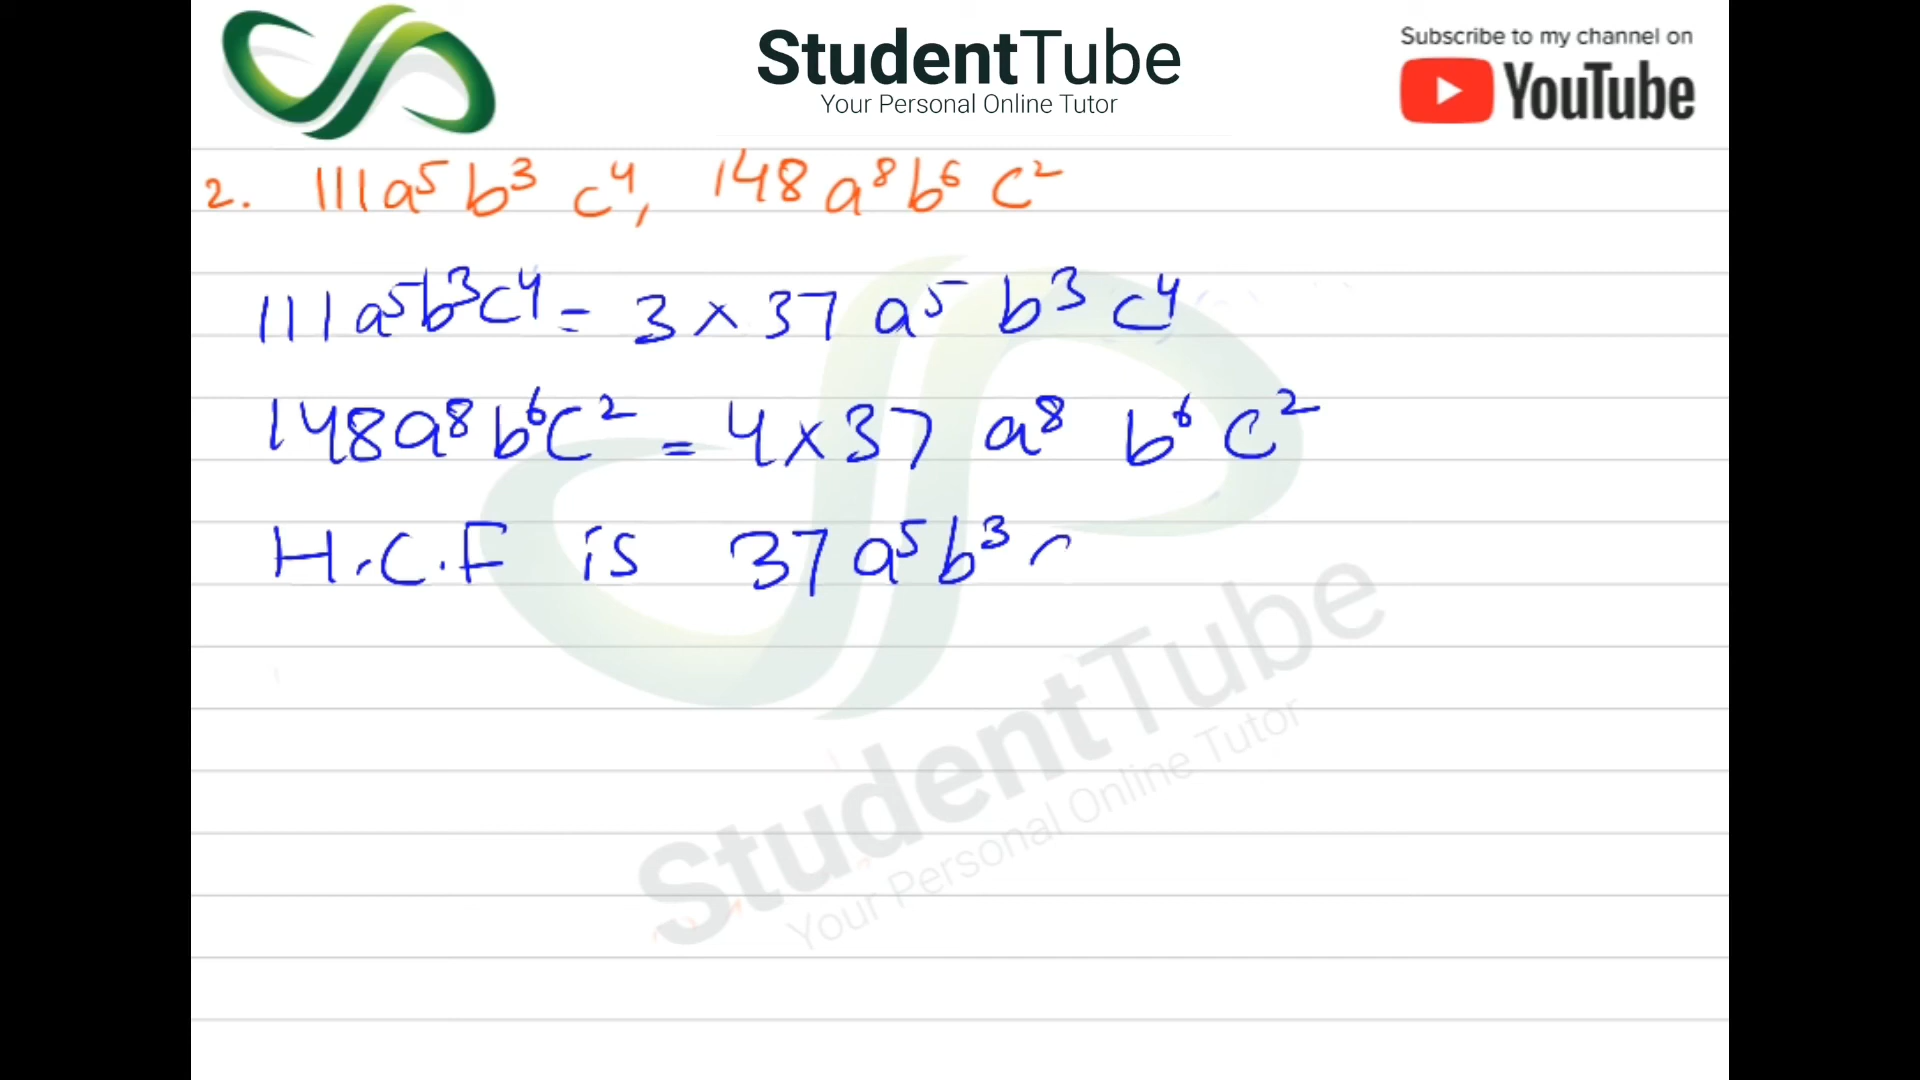 StudentTube
Your Personal Online Tutor
Subscribe to my channel on
YouTube
2. 111a⁵b³c⁴, 148a⁸b⁶c²
111a⁵b³c⁴ = 3 × 37 a⁵ b³ c⁴
148a⁸b⁶c² = 4 × 37 a⁸ b⁶ c²
H.C.F is 37a⁵b³
StudentTube
Your Personal Online Tutor